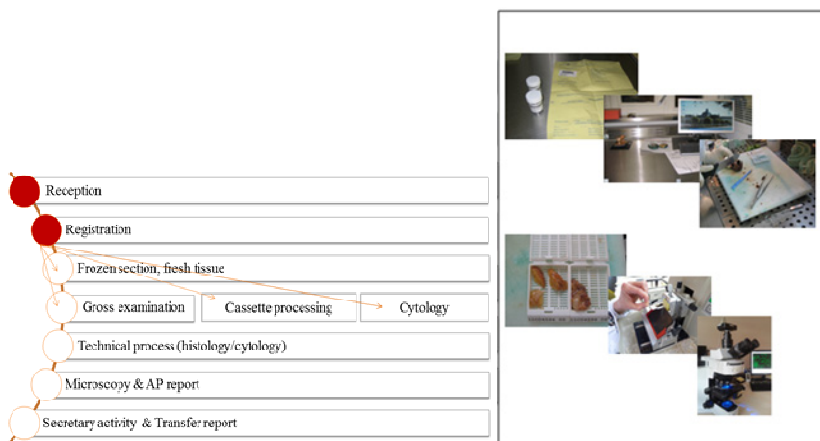 Reception
Registration
Frozen section, fresh tissue
Gross examination
Cassette processing
Cytology
Technical process (histology/cytology)
Microscopy & AP report
Secretary activity & Transfer report